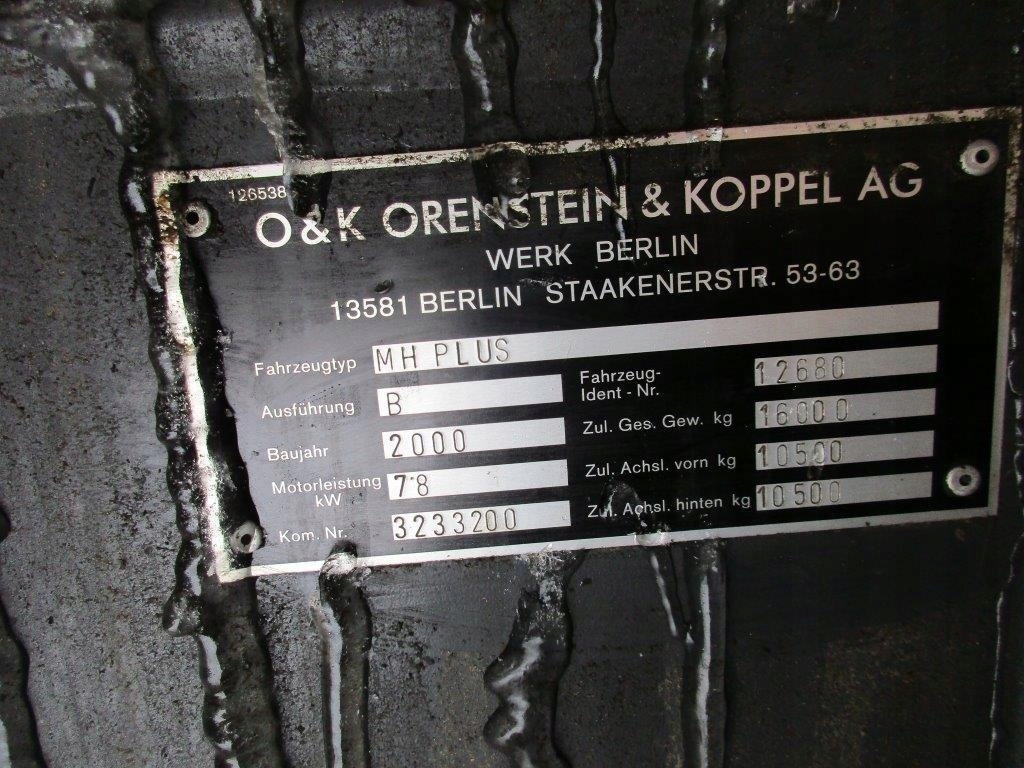 126538
O&K ORENSTEIN & KOPPEL AG
WERK BERLIN
13581 BERLIN STAAKENERSTR. 53-63
Fahrzeugtyp MH PLUS
Ausführung B
Fahrzeug-
Ident - Nr. 12680
Baujahr 2000
Zul. Ges. Gew. kg 16000
Motorleistung
kW 78
Zul. Achsl. vorn kg 10500
Kom. Nr. 3233200
Zul. Achsl. hinten kg 10500